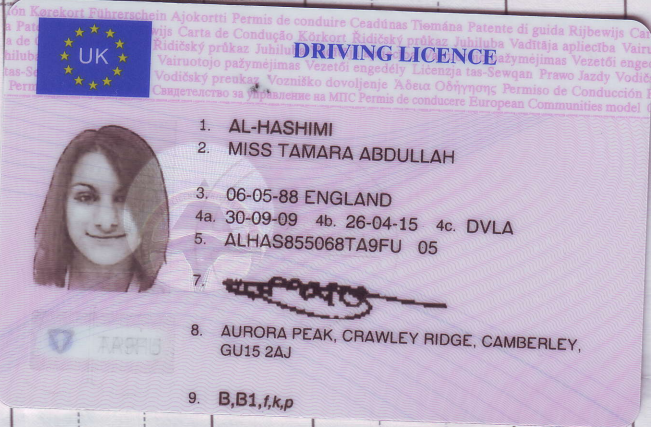 Kørekort Führerschein Ajokortti Permis de conduire Ceadúnas Tiomána Patente di guida Rijbewijs
Carta de Condução Körkort Řidičský průkaz Juhiluba Vadītāja apliecība
UK
DRIVING LICENCE
Řidičský průkaz
Vairuotojo pažymėjimas Vezetői engedély Liċenzja tas-Sewqan Prawo Jazdy
Vodičský preukaz Vozniško dovoljenje Άδεια Οδήγησης Permiso de Conducción
Свидетелство за управление на МПС Permis de conducere European Communities model
1. AL-HASHIMI
2. MISS TAMARA ABDULLAH
3. 06-05-88 ENGLAND
4a. 30-09-09 4b. 26-04-15 4c. DVLA
5. ALHAS855068TA9FU 05
7.
8. AURORA PEAK, CRAWLEY RIDGE, CAMBERLEY,
GU15 2AJ
9. B,B1,f,k,p